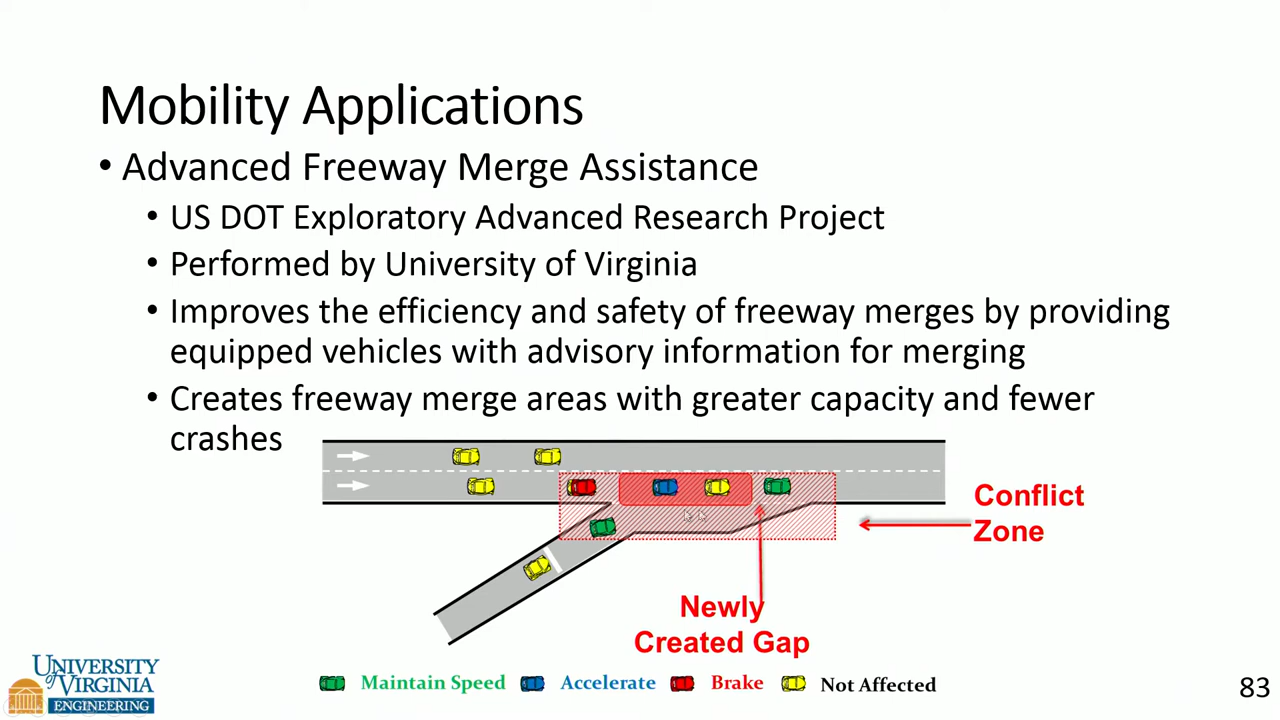 Mobility Applications
• Advanced Freeway Merge Assistance
• US DOT Exploratory Advanced Research Project
• Performed by University of Virginia
• Improves the efficiency and safety of freeway merges by providing
equipped vehicles with advisory information for merging
• Creates freeway merge areas with greater capacity and fewer
crashes
Conflict
Zone
Newly
Created Gap
Maintain Speed
Accelerate
Brake
Not Affected
UNIVERSITY
of VIRGINIA
ENGINEERING
83